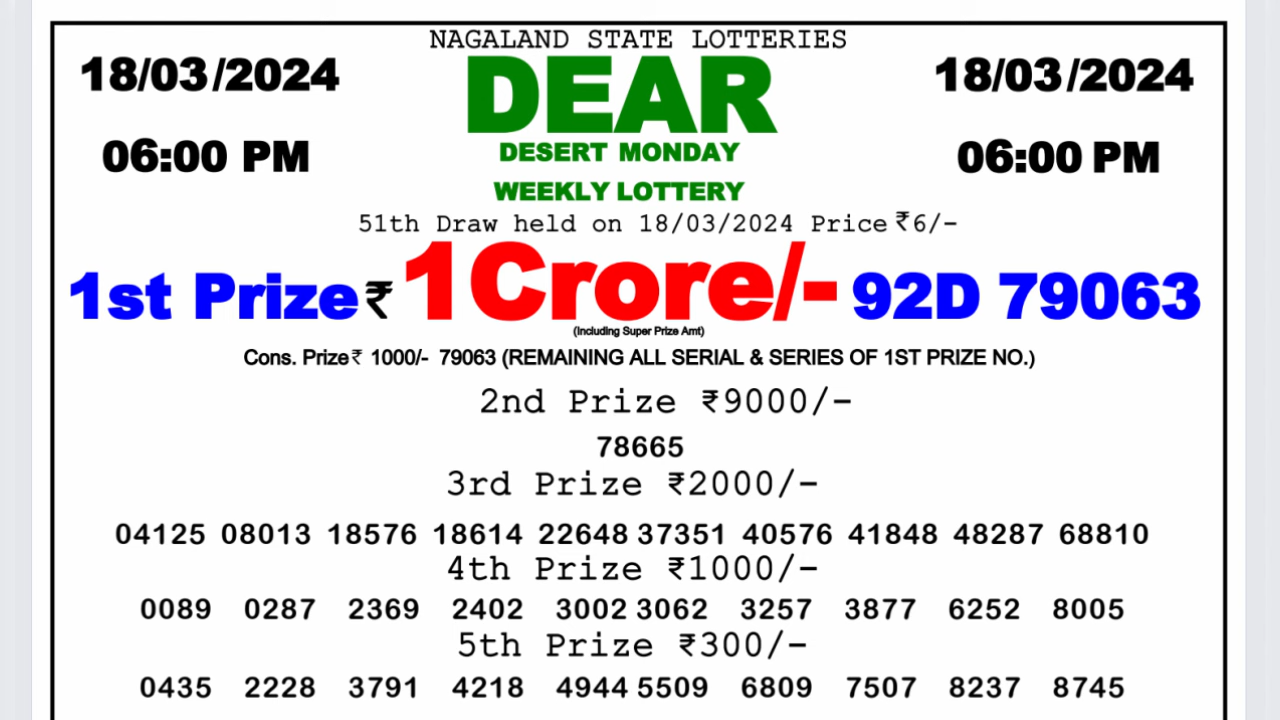 NAGALAND STATE LOTTERIES
18/03/2024 DEAR 18/03/2024
06:00 PM DESERT MONDAY 06:00 PM
WEEKLY LOTTERY
51th Draw held on 18/03/2024 Price ₹6/-
1st Prize ₹ 1Crore/- 92D 79063
(Including Super Prize Amt)
Cons. Prize ₹ 1000/- 79063 (REMAINING ALL SERIAL & SERIES OF 1ST PRIZE NO.)
2nd Prize ₹9000/-
78665
3rd Prize ₹2000/-
04125 08013 18576 18614 22648 37351 40576 41848 48287 68810
4th Prize ₹1000/-
0089 0287 2369 2402 3002 3062 3257 3877 6252 8005
5th Prize ₹300/-
0435 2228 3791 4218 4944 5509 6809 7507 8237 8745